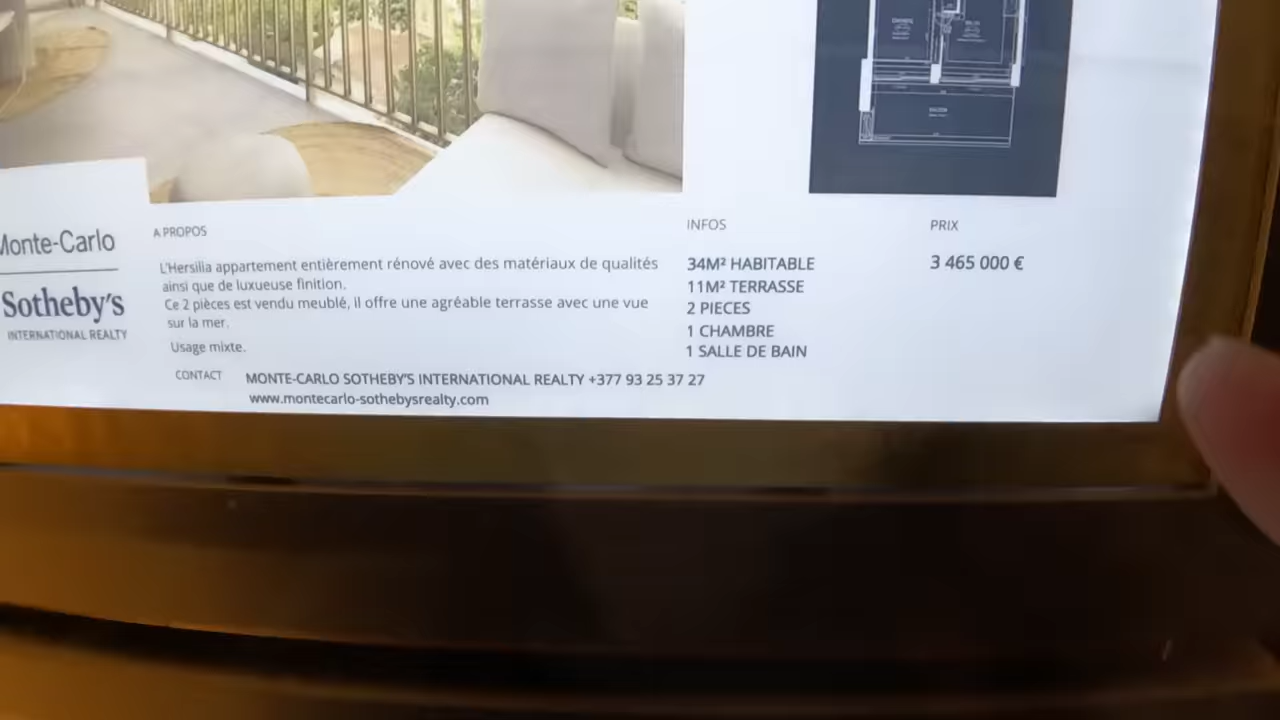 Monte-Carlo
Sotheby's
INTERNATIONAL REALTY
A PROPOS
L'Hersilia appartement entièrement rénové avec des matériaux de qualités
ainsi que de luxueuse finition.
Ce 2 pièces est vendu meublé, il offre une agréable terrasse avec une vue
sur la mer.
Usage mixte.
CONTACT
MONTE-CARLO SOTHEBY'S INTERNATIONAL REALTY +377 93 25 37 27
www.montecarlo-sothebysrealty.com
INFOS
34M² HABITABLE
11M² TERRASSE
2 PIECES
1 CHAMBRE
1 SALLE DE BAIN
PRIX
3 465 000 €